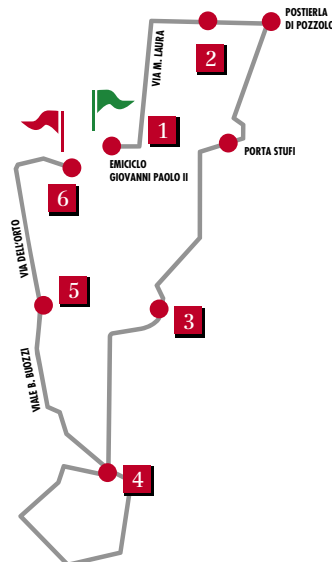 POSTIERLA
DI POZZOLO
VIA M. LAURA
2
1
PORTA STUFI
EMICICLO
GIOVANNI PAOLO II
6
VIA DELL'ORTO
5
3
VIALE B. BUOZZI
4